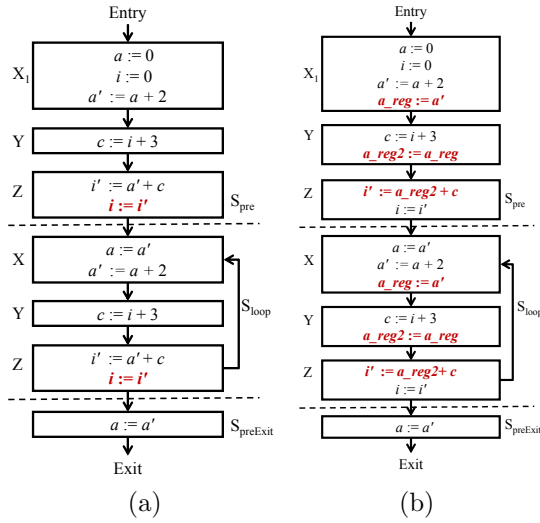 Entry
X1
a := 0
i := 0
a' := a + 2
Y
c := i + 3
Z
i' := a' + c
i := i'
Spre
X
a := a'
a' := a + 2
Y
c := i + 3
Sloop
Z
i' := a' + c
i := i'
a := a'
SpreExit
Exit
(a)
Entry
X1
a := 0
i := 0
a' := a + 2
a_reg := a'
Y
c := i + 3
a_reg2 := a_reg
Z
i' := a_reg2 + c
i := i'
Spre
X
a := a'
a' := a + 2
a_reg := a'
Sloop
Y
c := i + 3
a_reg2 := a_reg
Z
i' := a_reg2+ c
i := i'
a := a'
SpreExit
Exit
(b)